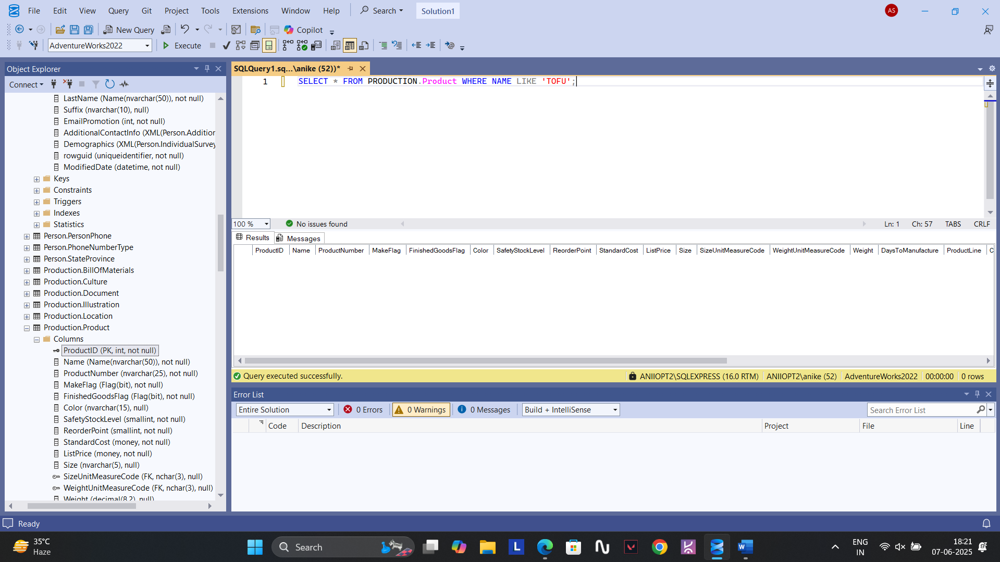 File Edit View Query Git Project Tools Extensions Window Help Search Solution1 AS
New Query Copilot
AdventureWorks2022 Execute
Object Explorer
Connect
LastName (Name(nvarchar(50)), not null)
Suffix (nvarchar(10), null)
EmailPromotion (int, not null)
AdditionalContactInfo (XML(Person.Addition
Demographics (XML(Person.IndividualSurvey
rowguid (uniqueidentifier, not null)
ModifiedDate (datetime, not null)
Keys
Constraints
Triggers
Indexes
Statistics
Person.PersonPhone
Person.PhoneNumberType
Person.StateProvince
Production.BillOfMaterials
Production.Culture
Production.Document
Production.Illustration
Production.Location
Production.Product
Columns
ProductID (PK, int, not null)
Name (Name(nvarchar(50)), not null)
ProductNumber (nvarchar(25), not null)
MakeFlag (Flag(bit), not null)
FinishedGoodsFlag (Flag(bit), not null)
Color (nvarchar(15), null)
SafetyStockLevel (smallint, not null)
ReorderPoint (smallint, not null)
StandardCost (money, not null)
ListPrice (money, not null)
Size (nvarchar(5), null)
SizeUnitMeasureCode (FK, nchar(3), null)
WeightUnitMeasureCode (FK, nchar(3), null)
Weight (decimal(8,2), null)
SQLQuery1.sq...\anike (52))*
1 SELECT * FROM PRODUCTION.Product WHERE NAME LIKE 'TOFU';
100 % No issues found Ln: 1 Ch: 57 TABS CRLF
Results Messages
ProductID Name ProductNumber MakeFlag FinishedGoodsFlag Color SafetyStockLevel ReorderPoint StandardCost ListPrice Size SizeUnitMeasureCode WeightUnitMeasureCode Weight DaysToManufacture ProductLine C
Query executed successfully. ANIIOPT2\SQLEXPRESS (16.0 RTM) ANIIOPT2\anike (52) AdventureWorks2022 00:00:00 0 rows
Error List
Entire Solution 0 Errors 0 Warnings 0 Messages Build + IntelliSense Search Error List
Code Description Project File Line
Ready
35°C
Haze
Search
L
ENG
IN
18:21
07-06-2025